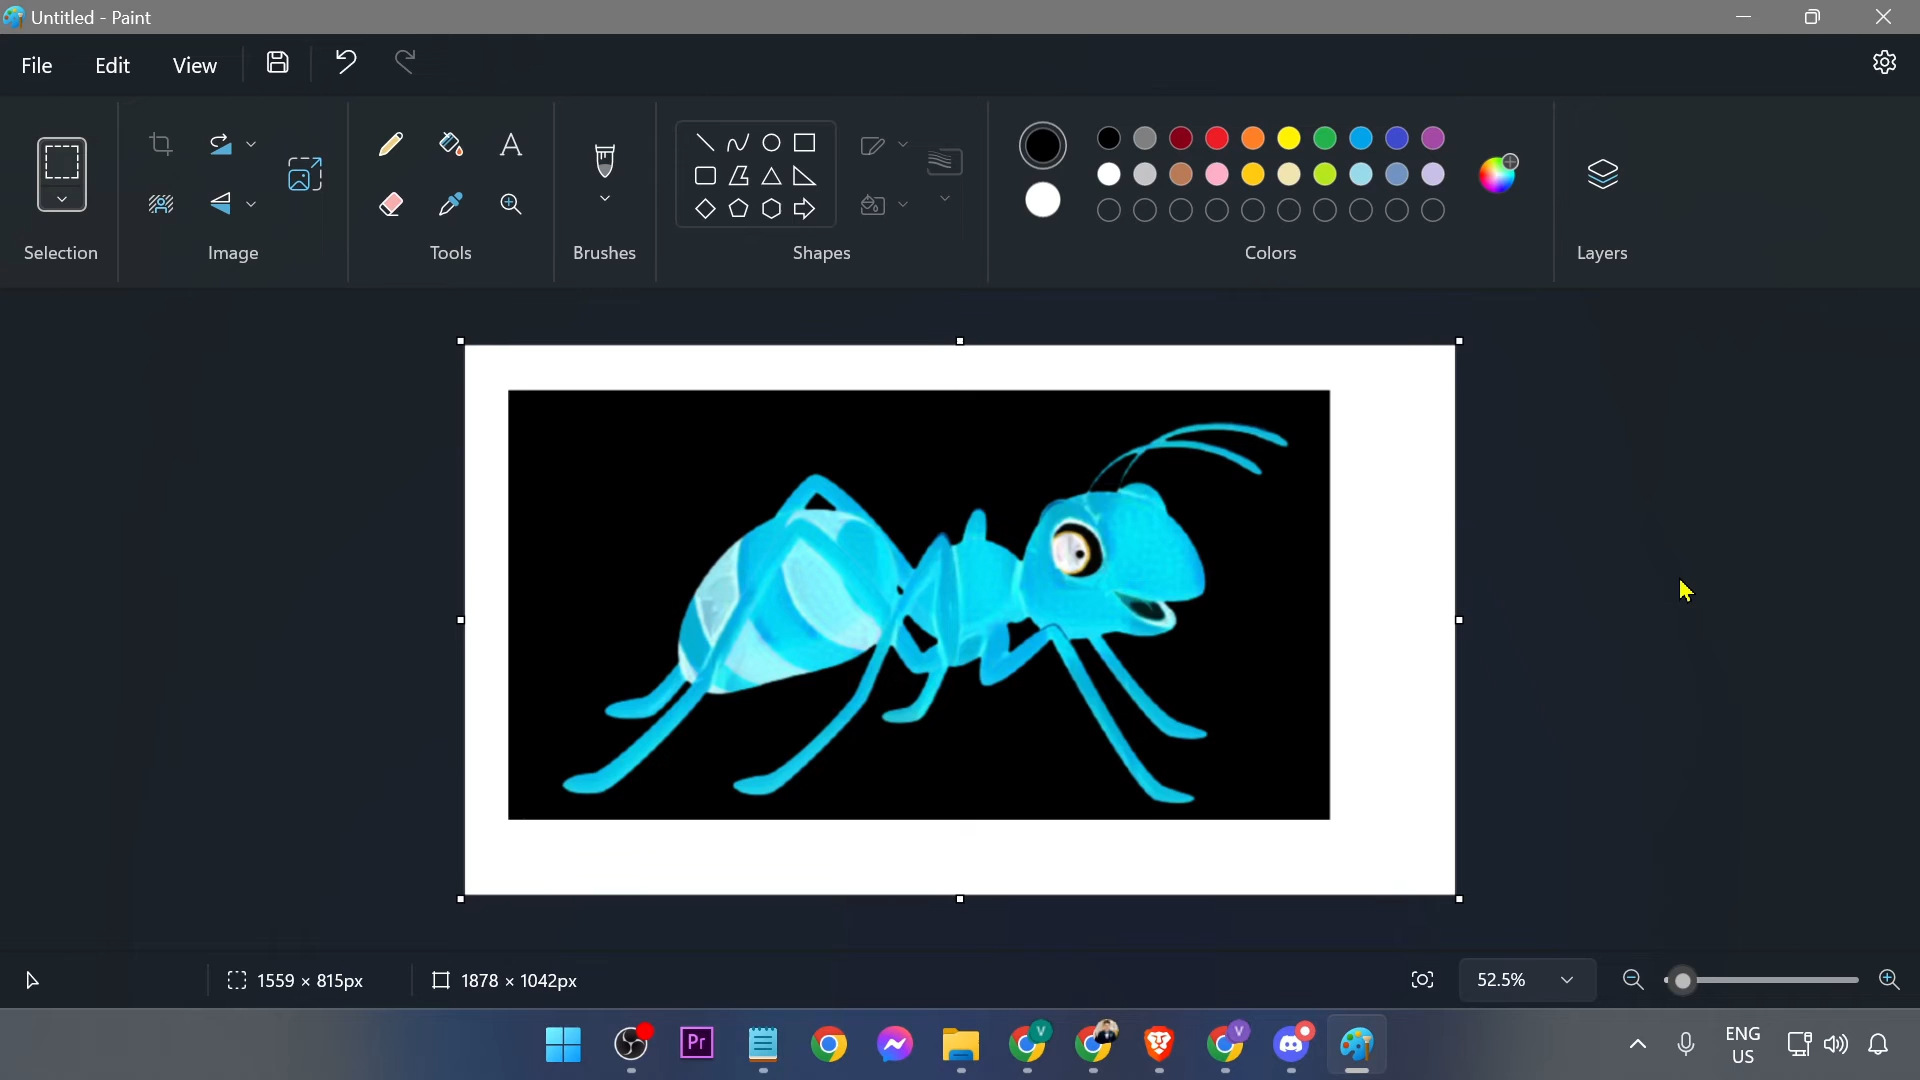 Untitled - Paint
File Edit View
Selection Image Tools Brushes Shapes Colors Layers
1559 × 815px 1878 × 1042px 52.5%
Pr V V ENG
US